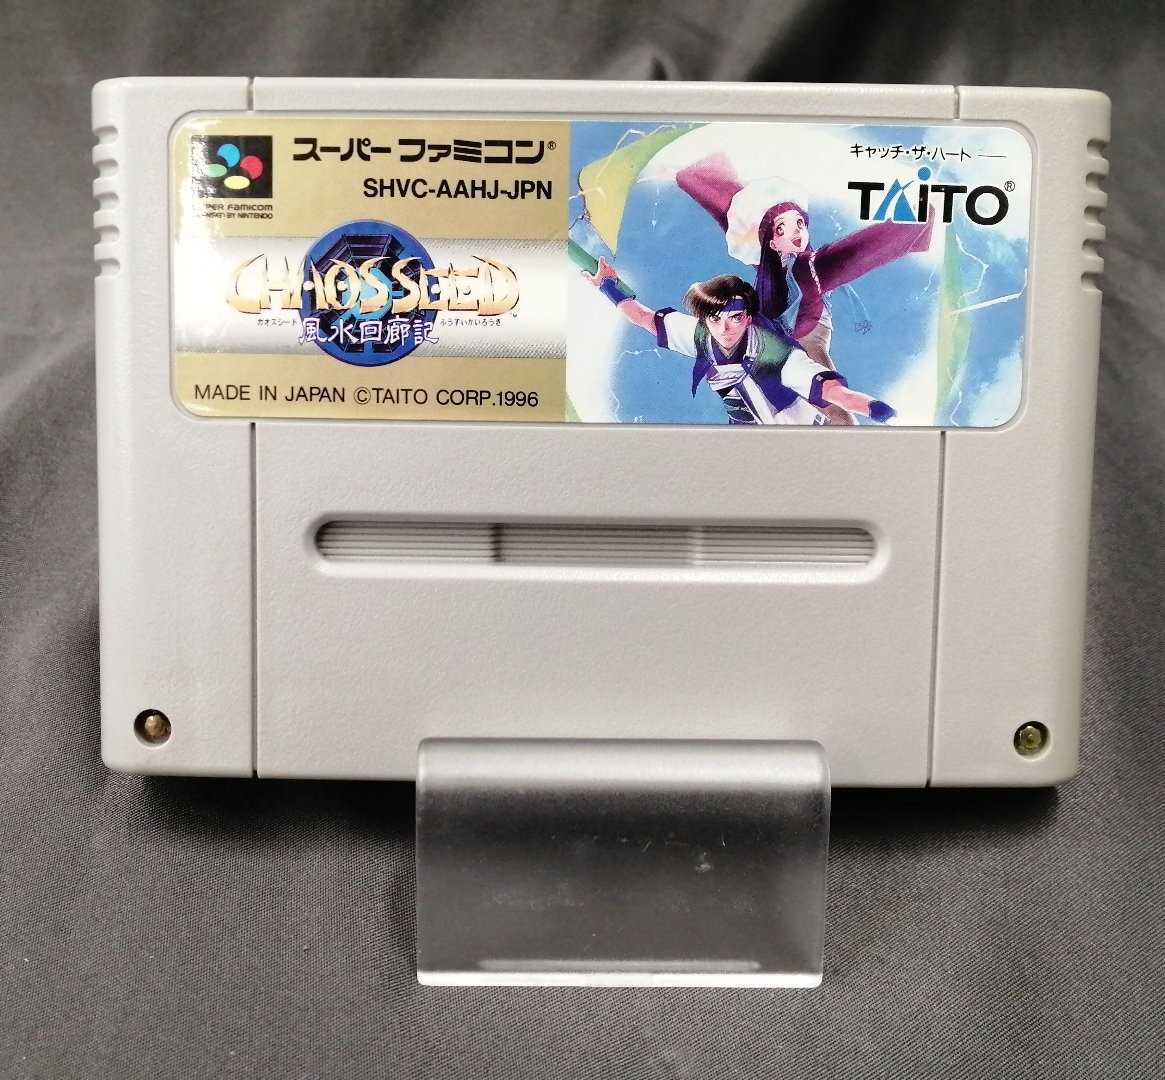 スーパーファミコン®
SHVC-AAHJ-JPN
SUPER FAMICOM
LICENSED BY NINTENDO
CHAOS SEED™
カオスシード
風水回廊記
ふうすいかいろうき
MADE IN JAPAN ©TAITO CORP.1996
キャッチ・ザ・ハート
TAITO®